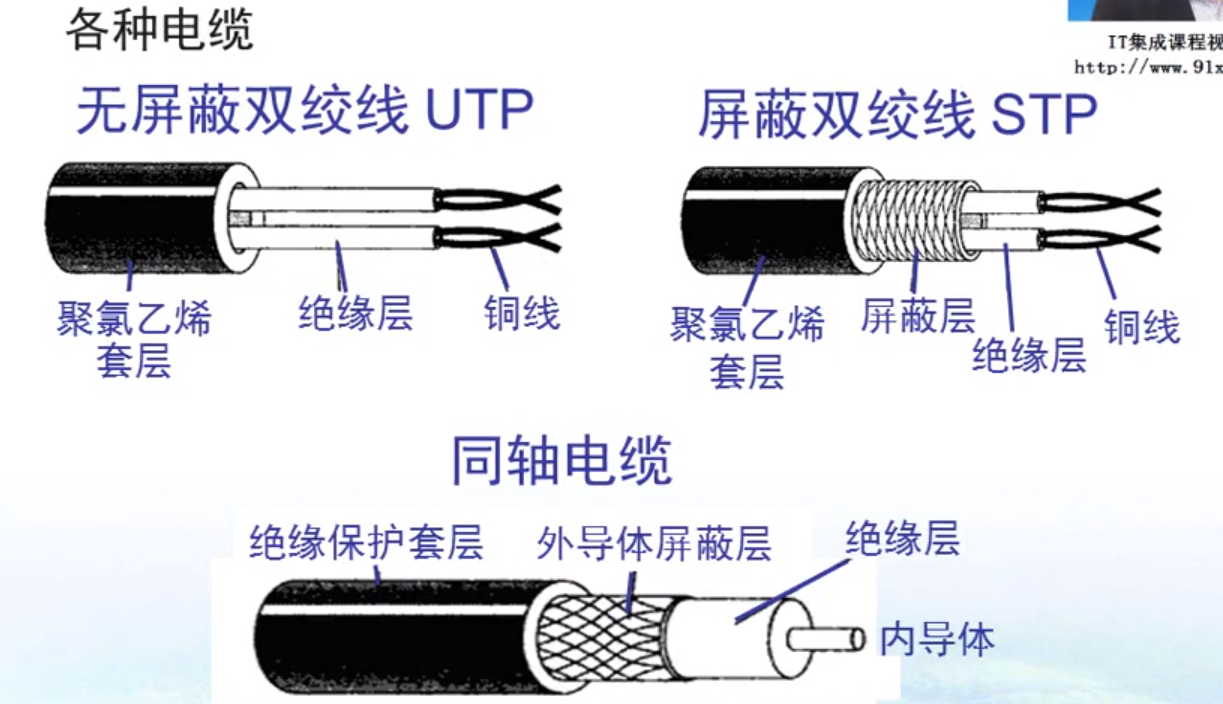 各种电缆
IT集成课程视
http://www.91x
无屏蔽双绞线 UTP
屏蔽双绞线 STP
聚氯乙烯
套层
绝缘层
铜线
聚氯乙烯
套层
屏蔽层
绝缘层
铜线
同轴电缆
绝缘保护套层
外导体屏蔽层
绝缘层
内导体